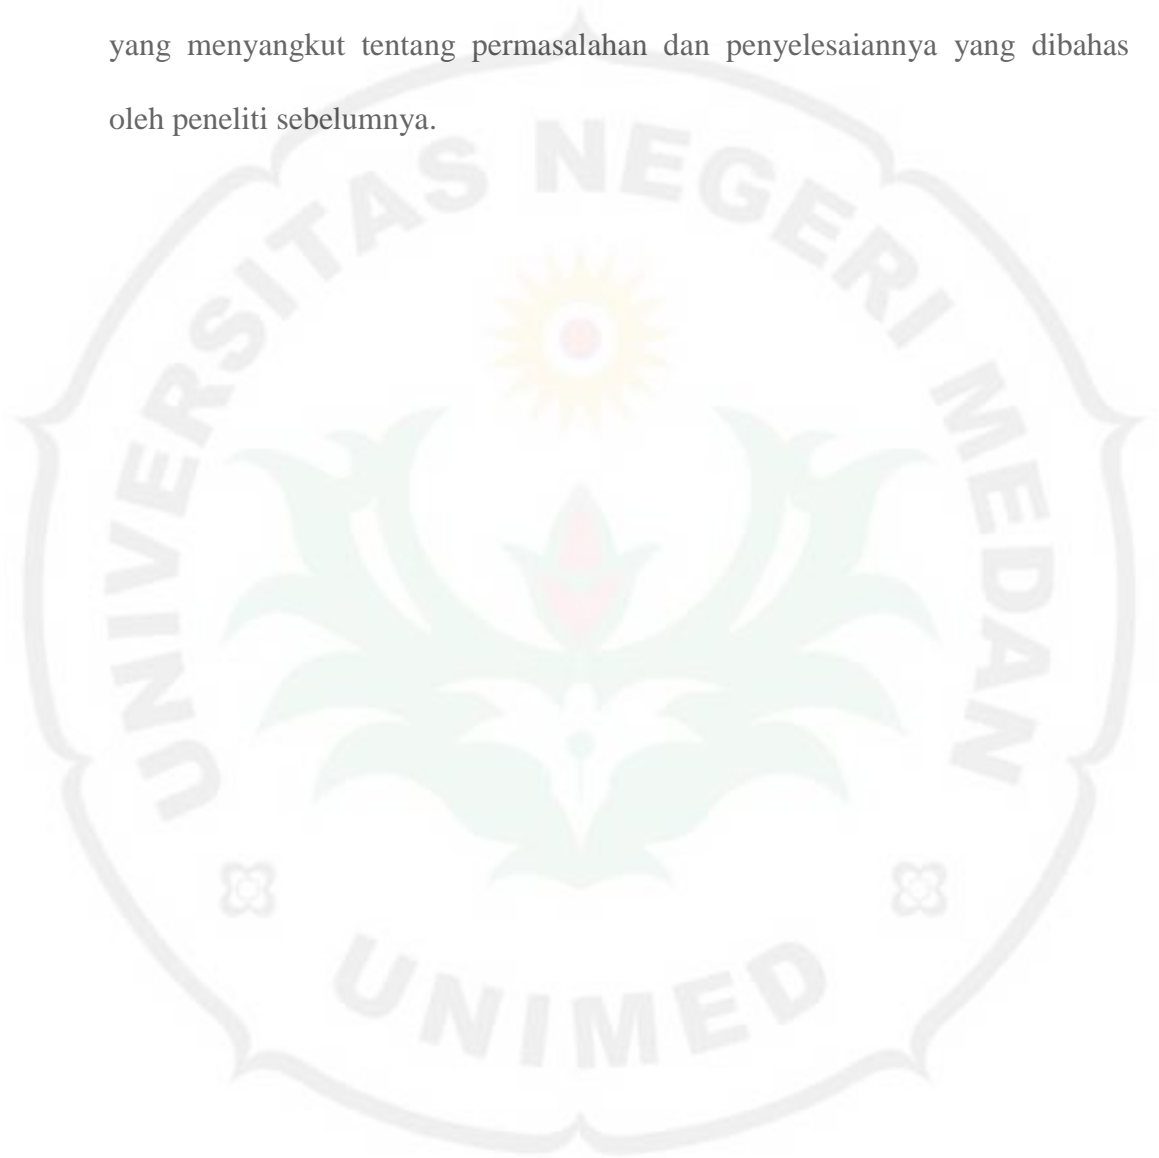 yang menyangkut tentang permasalahan dan penyelesaiannya yang dibahas
oleh peneliti sebelumnya.
UNIVERSITAS NEGERI MEDAN
UNIMED